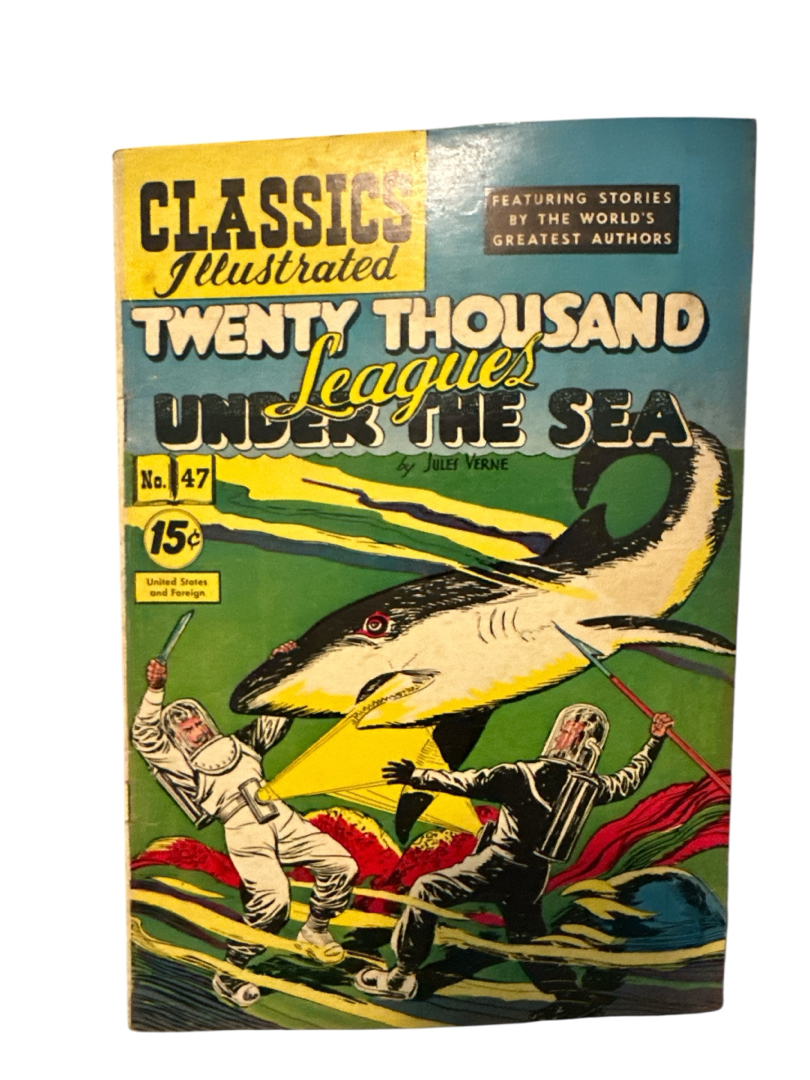 CLASSICS
Illustrated
FEATURING STORIES
BY THE WORLD'S
GREATEST AUTHORS
TWENTY THOUSAND
Leagues
UNDER THE SEA
by JULES VERNE
No. 47
15¢
United States
and Foreign